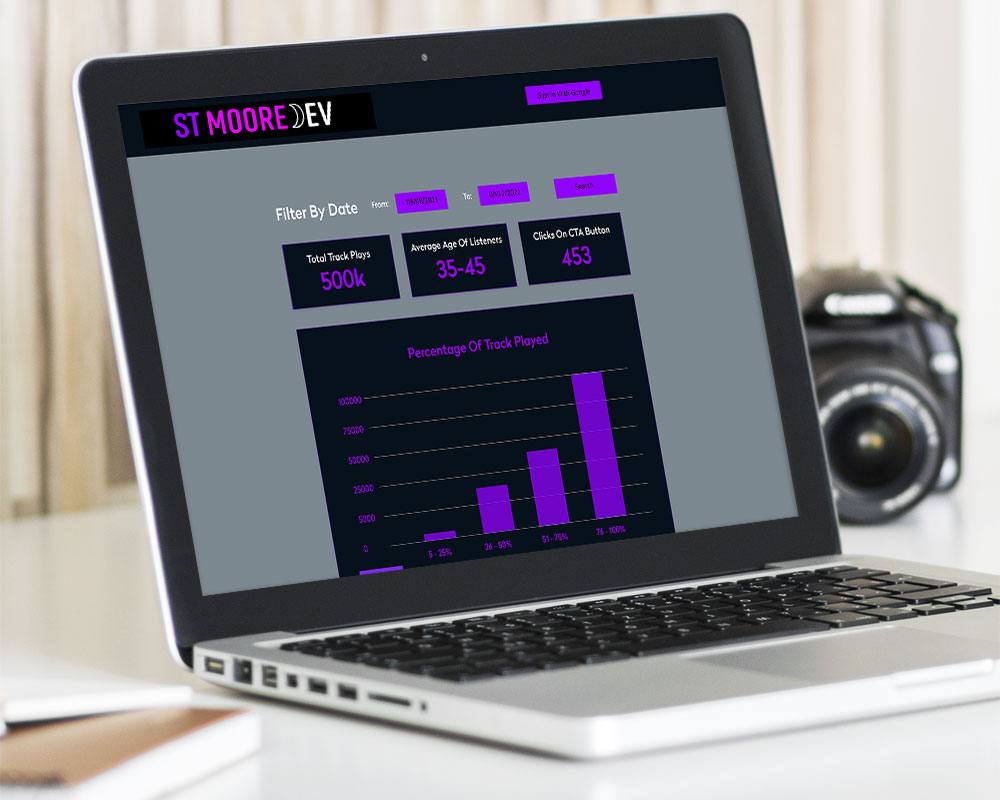 ST MOORE DEV
Sign In With Google
Filter By Date
From:
To:
Search
Total Track Plays
500k
Average Age Of Listeners
35-45
Clicks On CTA Button
453
Percentage Of Track Played
100000
75000
50000
25000
5000
0
5 - 25%
26 - 50%
51 - 75%
76 - 100%
Canon